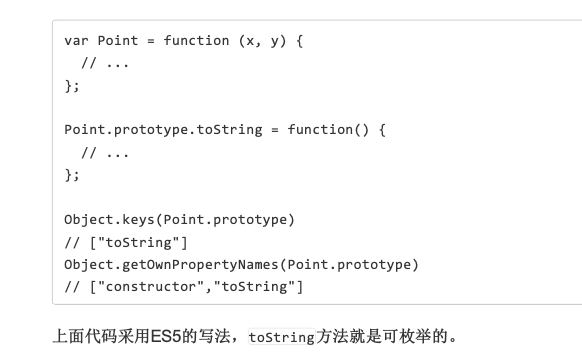 var Point = function (x, y) {
  // ...
};

Point.prototype.toString = function() {
  // ...
};

Object.keys(Point.prototype)
// ["toString"]
Object.getOwnPropertyNames(Point.prototype)
// ["constructor","toString"]

上面代码采用ES5的写法，toString方法就是可枚举的。